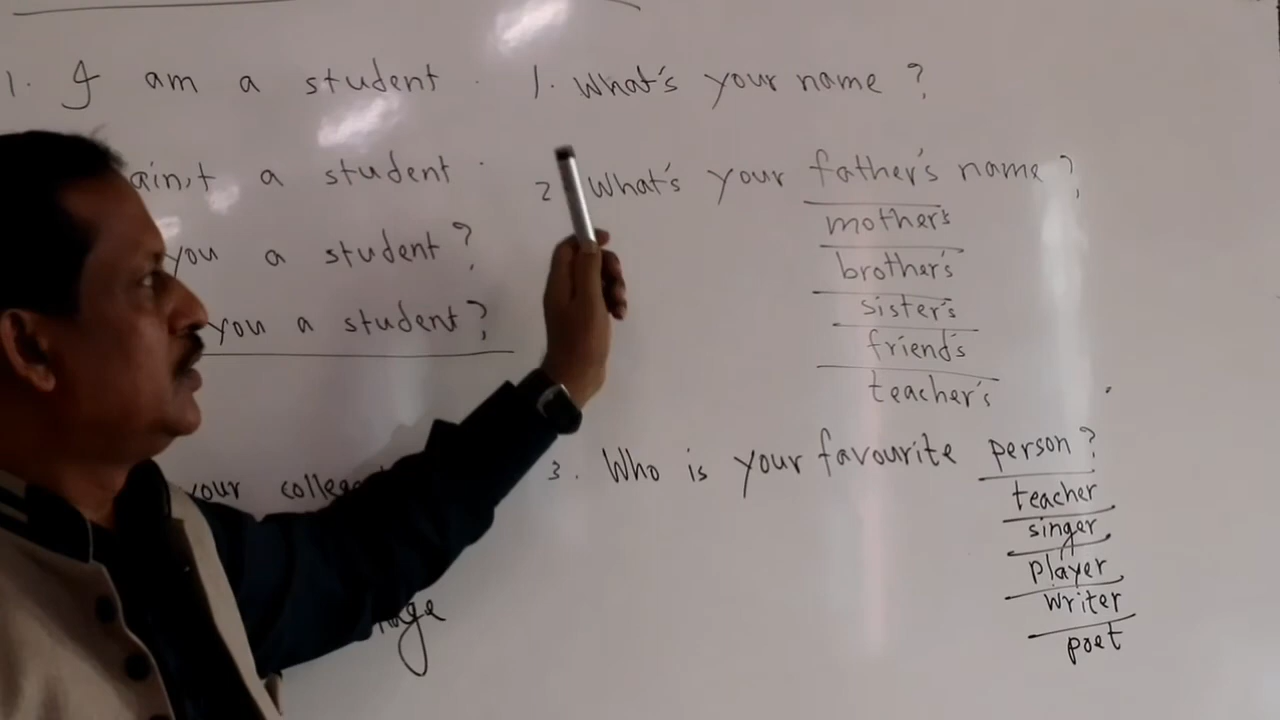 1. I am a student.
ain,t a student.
you a student?
you a student?
your colleg
1. What's your name?
2 What's your father's name?
mother's
brother's
sister's
friend's
teacher's
3. Who is your favourite person?
teacher
singer
player
writer
poet